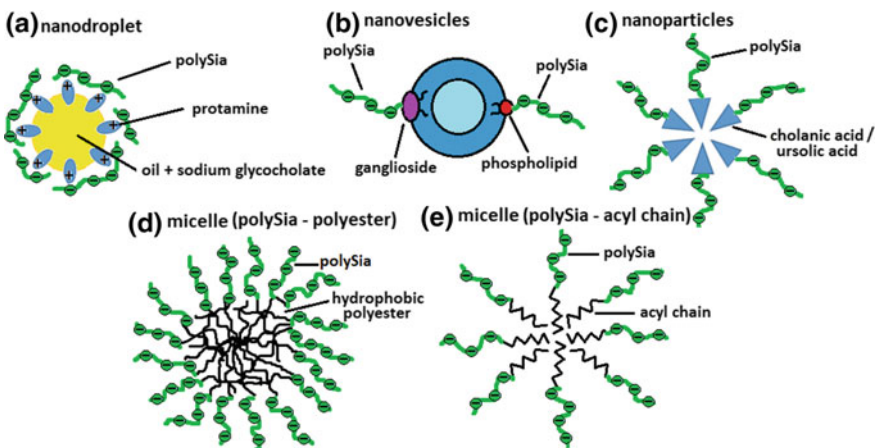 (a) nanodroplet
polySia
protamine
oil + sodium glycocholate
(b) nanovesicles
polySia
polySia
ganglioside
phospholipid
(c) nanoparticles
polySia
cholanic acid /
ursolic acid
(d) micelle (polySia - polyester)
polySia
hydrophobic
polyester
(e) micelle (polySia - acyl chain)
polySia
acyl chain